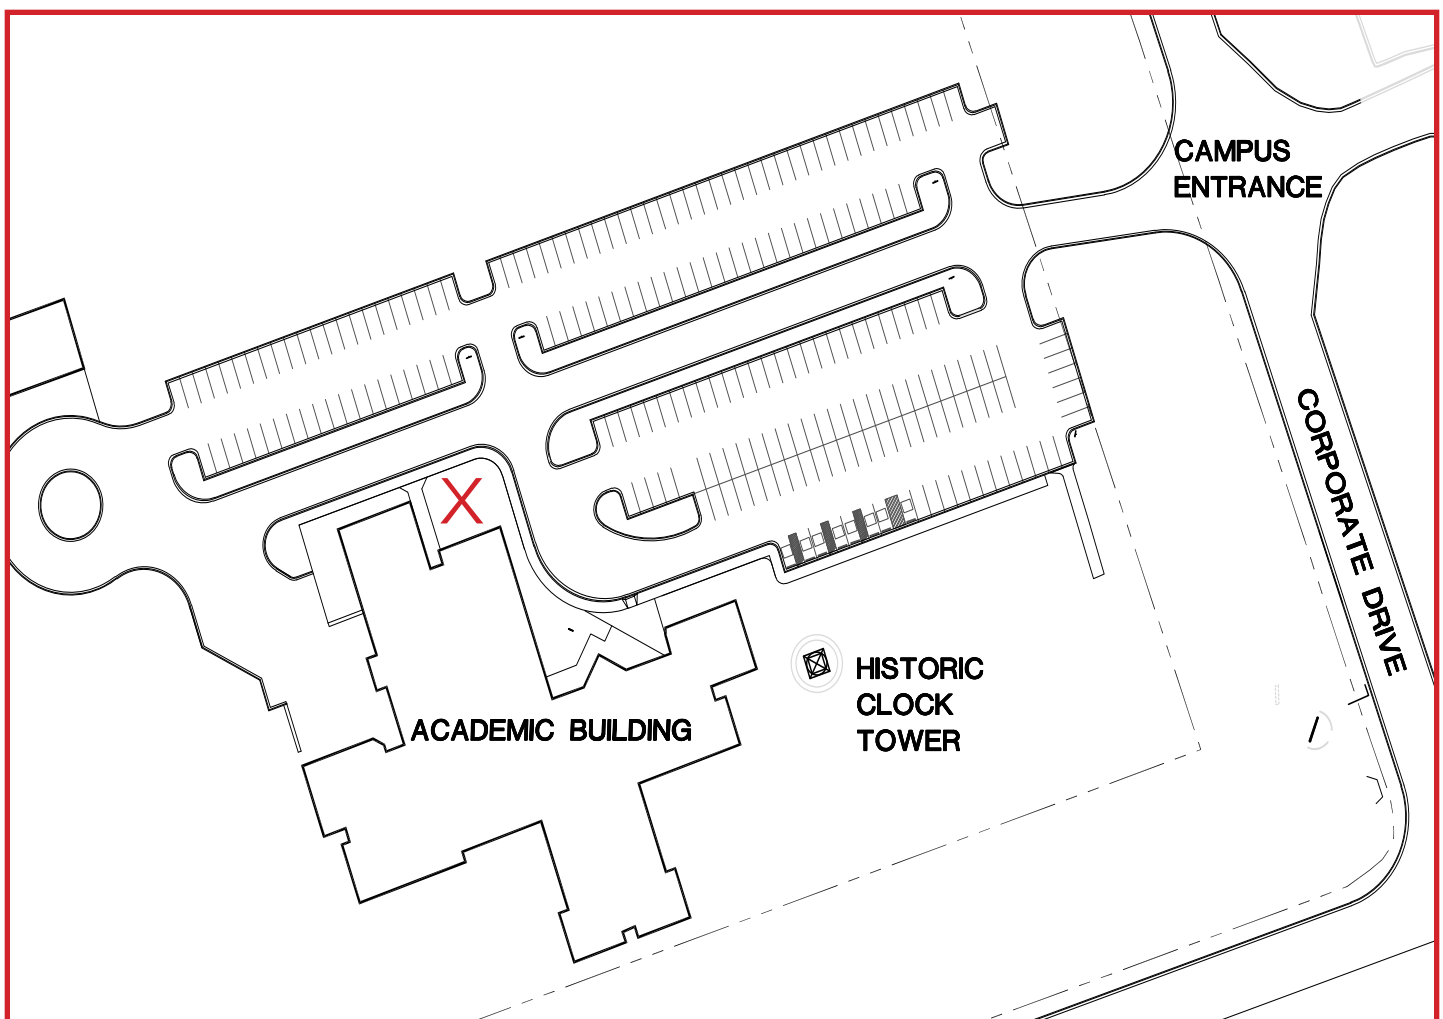 CAMPUS
ENTRANCE
CORPORATE DRIVE
X
HISTORIC
CLOCK
TOWER
ACADEMIC BUILDING